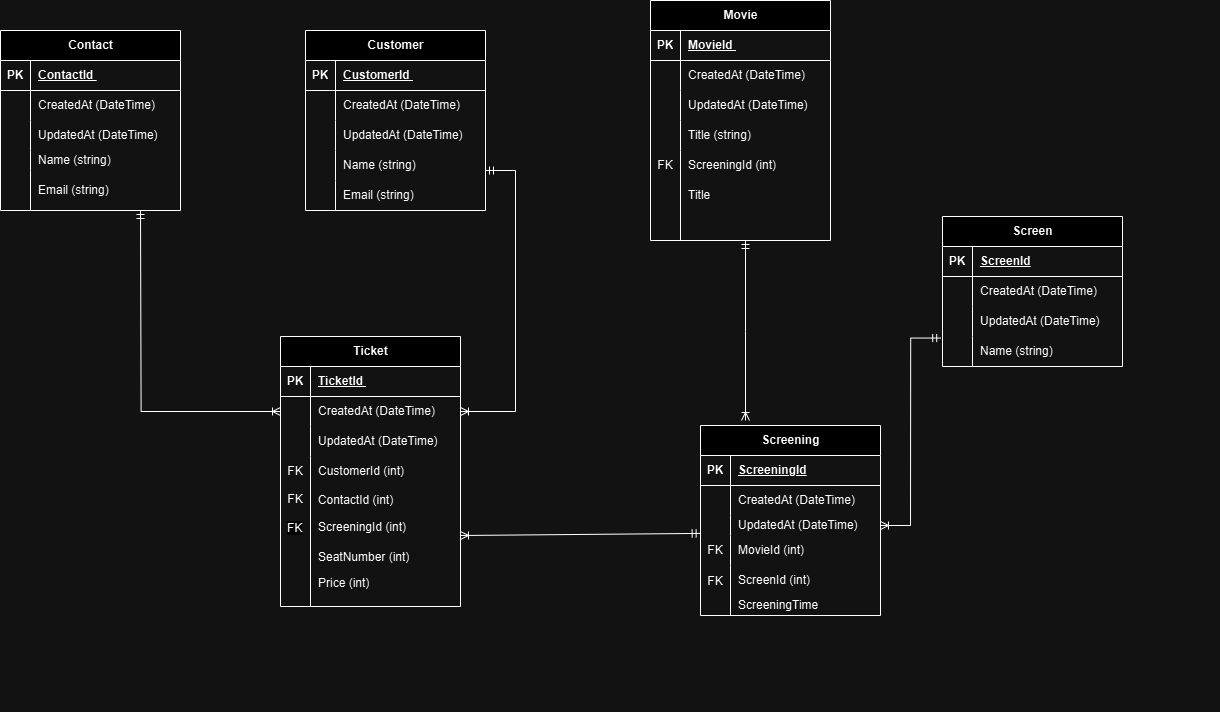 Contact
PK ContactId
CreatedAt (DateTime)
UpdatedAt (DateTime)
Name (string)
Email (string)
Customer
PK CustomerId
CreatedAt (DateTime)
UpdatedAt (DateTime)
Name (string)
Email (string)
Movie
PK MovieId
CreatedAt (DateTime)
UpdatedAt (DateTime)
Title (string)
FK ScreeningId (int)
Title
Screen
PK ScreenId
CreatedAt (DateTime)
UpdatedAt (DateTime)
Name (string)
Ticket
PK TicketId
CreatedAt (DateTime)
UpdatedAt (DateTime)
FK CustomerId (int)
FK ContactId (int)
FK ScreeningId (int)
SeatNumber (int)
Price (int)
Screening
PK ScreeningId
CreatedAt (DateTime)
UpdatedAt (DateTime)
FK MovieId (int)
FK ScreenId (int)
ScreeningTime